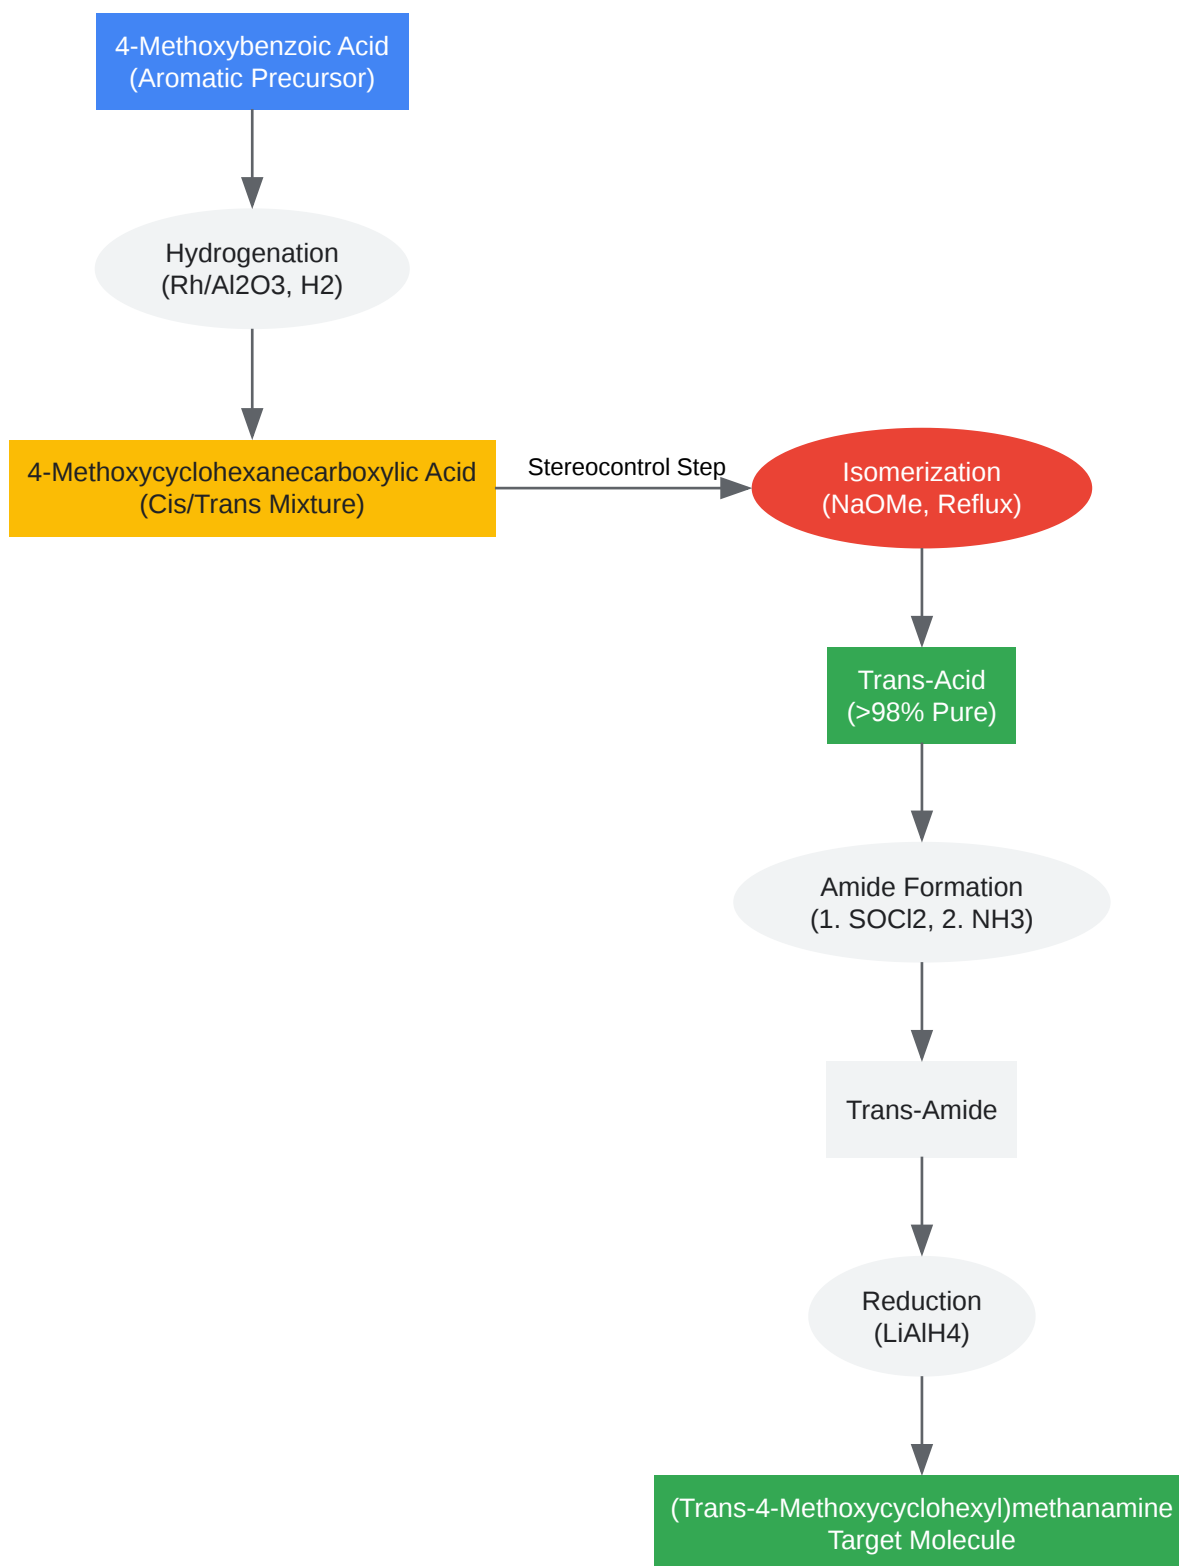 4-Methoxybenzoic Acid
(Aromatic Precursor)
Hydrogenation
(Rh/Al2O3, H2)
4-Methoxycyclohexanecarboxylic Acid
(Cis/Trans Mixture)
Stereocontrol Step
Isomerization
(NaOMe, Reflux)
Trans-Acid
(>98% Pure)
Amide Formation
(1. SOCl2, 2. NH3)
Trans-Amide
Reduction
(LiAlH4)
(Trans-4-Methoxycyclohexyl)methanamine
Target Molecule